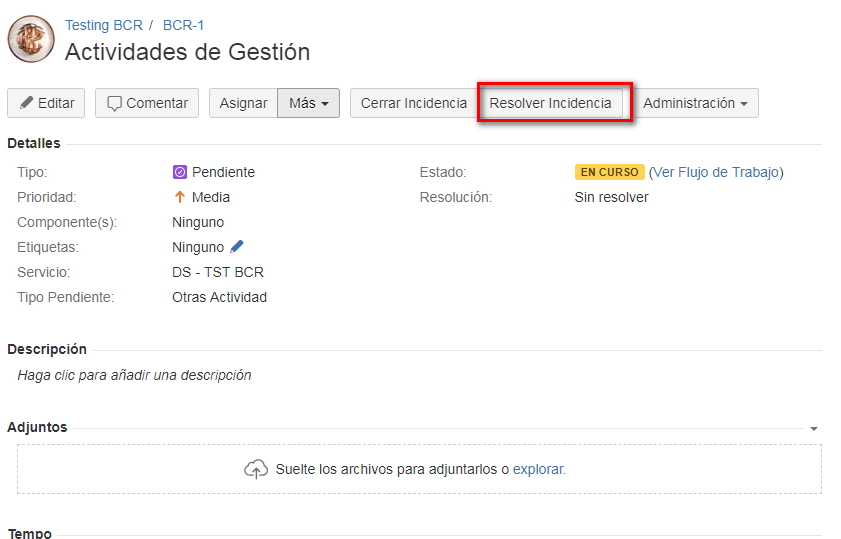 Testing BCR / BCR-1
Actividades de Gestión
Editar Comentar Asignar Más Cerrar Incidencia Resolver Incidencia Administración
Detalles
Tipo: Pendiente Estado: EN CURSO (Ver Flujo de Trabajo)
Prioridad: Media Resolución: Sin resolver
Componente(s): Ninguno
Etiquetas: Ninguno
Servicio: DS - TST BCR
Tipo Pendiente: Otras Actividad
Descripción
Haga clic para añadir una descripción
Adjuntos
Suelte los archivos para adjuntarlos o explorar.
Tempo